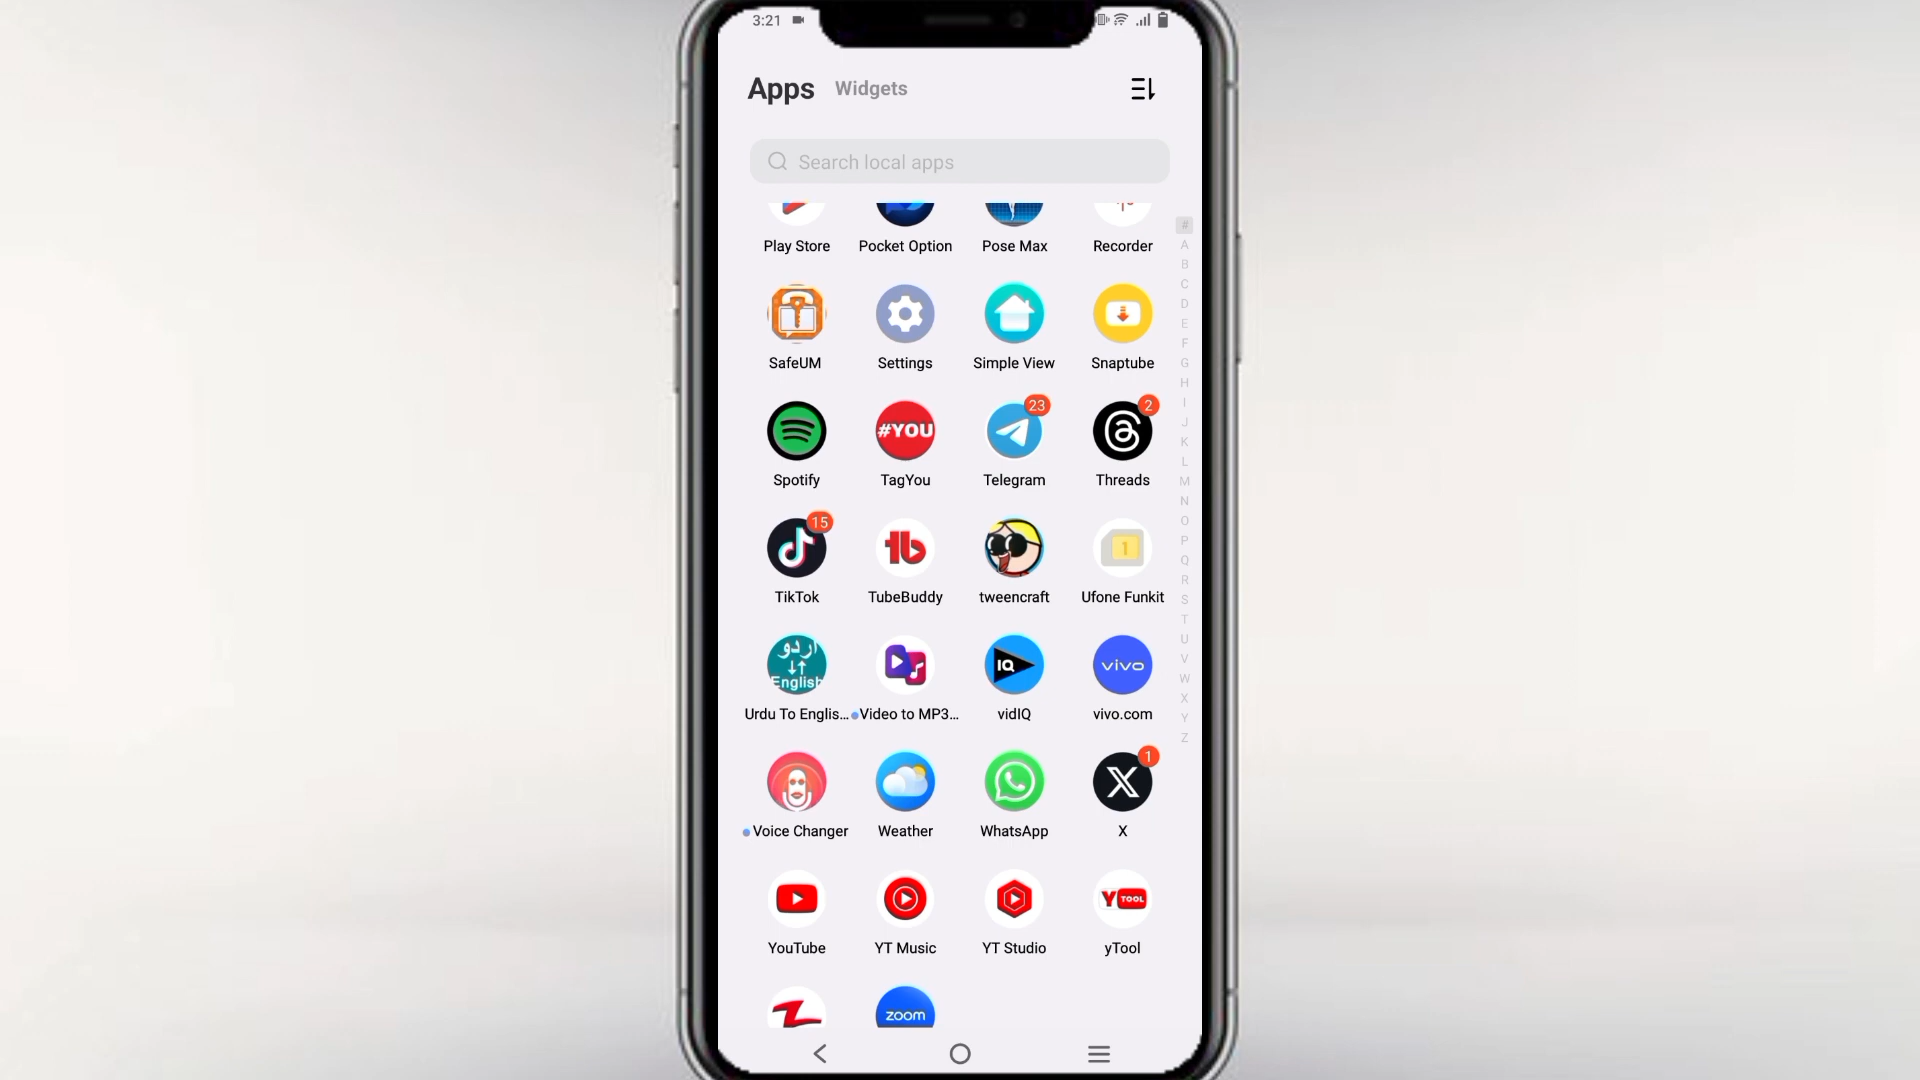 3:21
Apps Widgets
Search local apps
Play Store Pocket Option Pose Max Recorder
SafeUM Settings Simple View Snaptube
#YOU 23 2
Spotify TagYou Telegram Threads
15 1
TikTok TubeBuddy tweencraft Ufone Funkit
اردو
English IQ vivo
Urdu To Englis... Video to MP3... vidIQ vivo.com
1
X
Voice Changer Weather WhatsApp X
Y TOOL
YouTube YT Music YT Studio yTool
zoom
#
A
B
C
D
E
F
G
H
I
J
K
L
M
N
O
P
Q
R
S
T
U
V
W
X
Y
Z